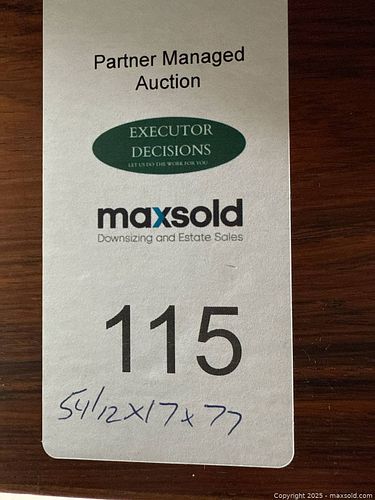 Partner Managed
Auction
EXECUTOR
DECISIONS
LET US DO THE WORK FOR YOU
maxsold
Downsizing and Estate Sales
115
54 1/2 x 17 x 77
Copyright 2025 - maxsold.com